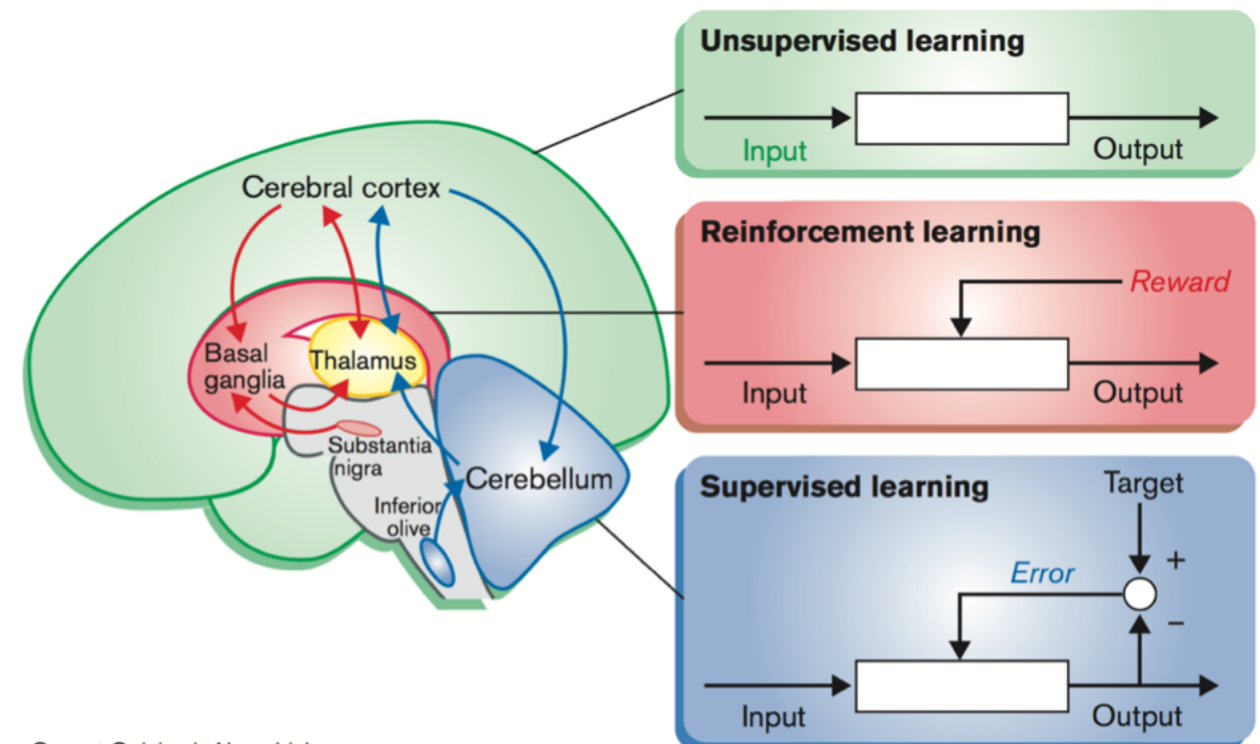 Unsupervised learning
Input
Output
Cerebral cortex
Reinforcement learning
Reward
Input
Output
Basal
ganglia
Thalamus
Substantia
nigra
Inferior
olive
Cerebellum
Supervised learning
Target
+
Error
−
Input
Output